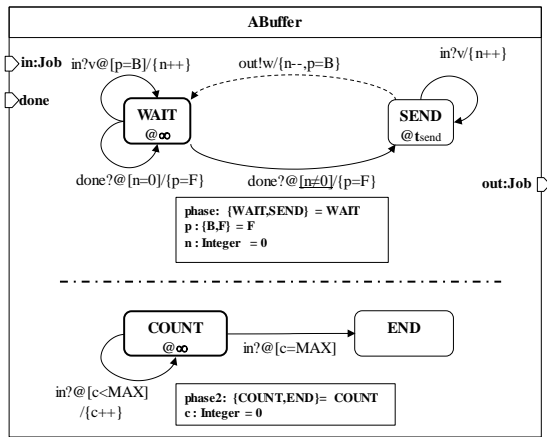 ABuffer
in:Job
done
out:Job
in?v@[p=B]/{n++}
out!w/{n--,p=B}
in?v/{n++}
WAIT
@∞
SEND
@tsend
done?@[n=0]/{p=F}
done?@[n≠0]/{p=F}
phase: {WAIT,SEND} = WAIT
p : {B,F} = F
n : Integer = 0
COUNT
@∞
END
in?@[c=MAX]
in?@[c<MAX]
/{c++}
phase2: {COUNT,END}= COUNT
c : Integer = 0